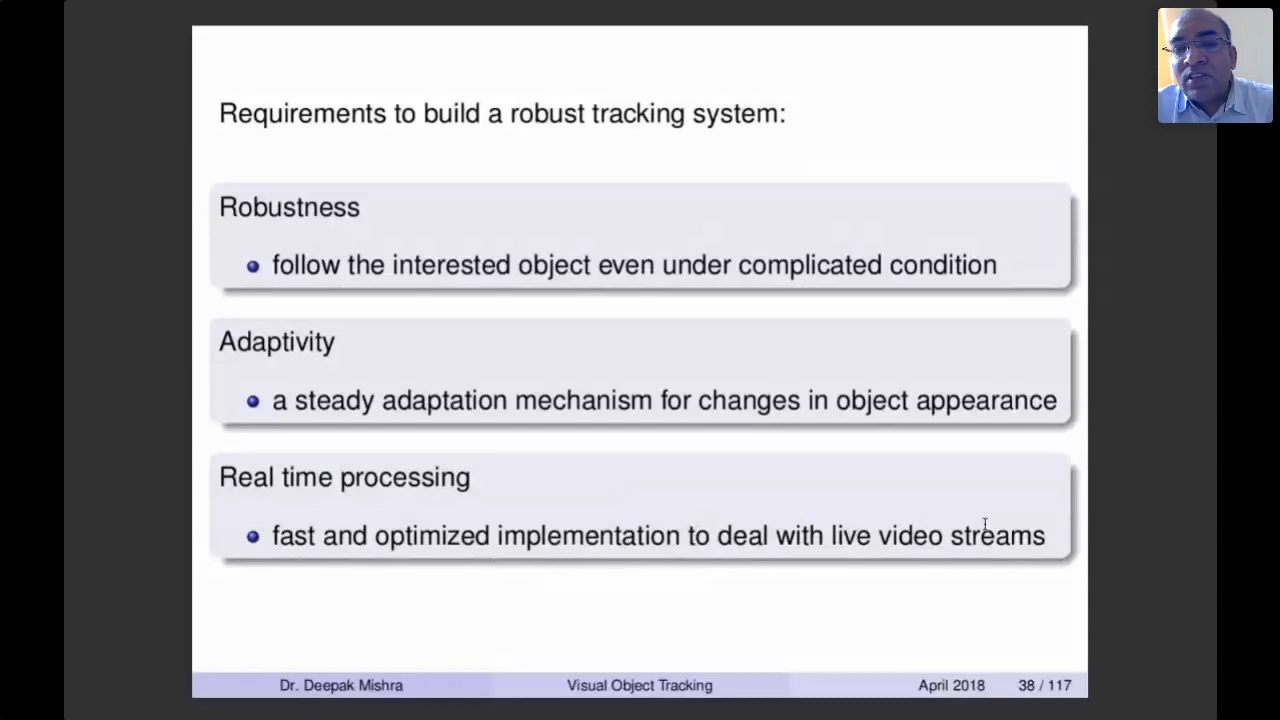 Requirements to build a robust tracking system:
Robustness
follow the interested object even under complicated condition
Adaptivity
a steady adaptation mechanism for changes in object appearance
Real time processing
fast and optimized implementation to deal with live video streams
Dr. Deepak Mishra Visual Object Tracking April 2018 38 / 117